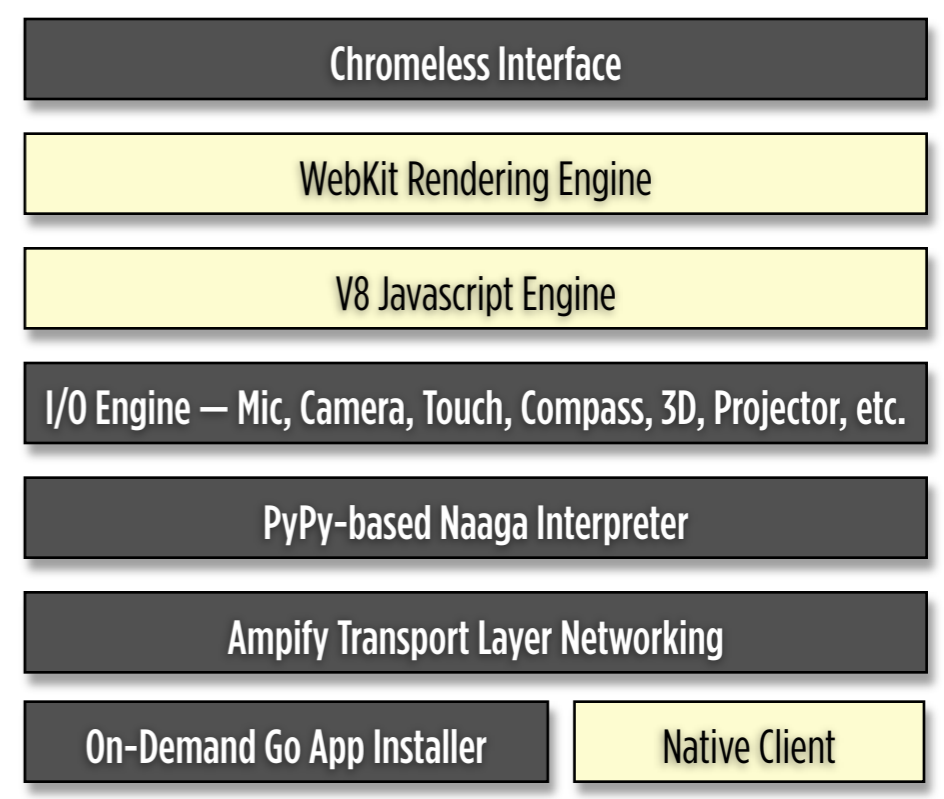 Chromeless Interface
WebKit Rendering Engine
V8 Javascript Engine
I/O Engine — Mic, Camera, Touch, Compass, 3D, Projector, etc.
PyPy-based Naaga Interpreter
Ampify Transport Layer Networking
On-Demand Go App Installer
Native Client